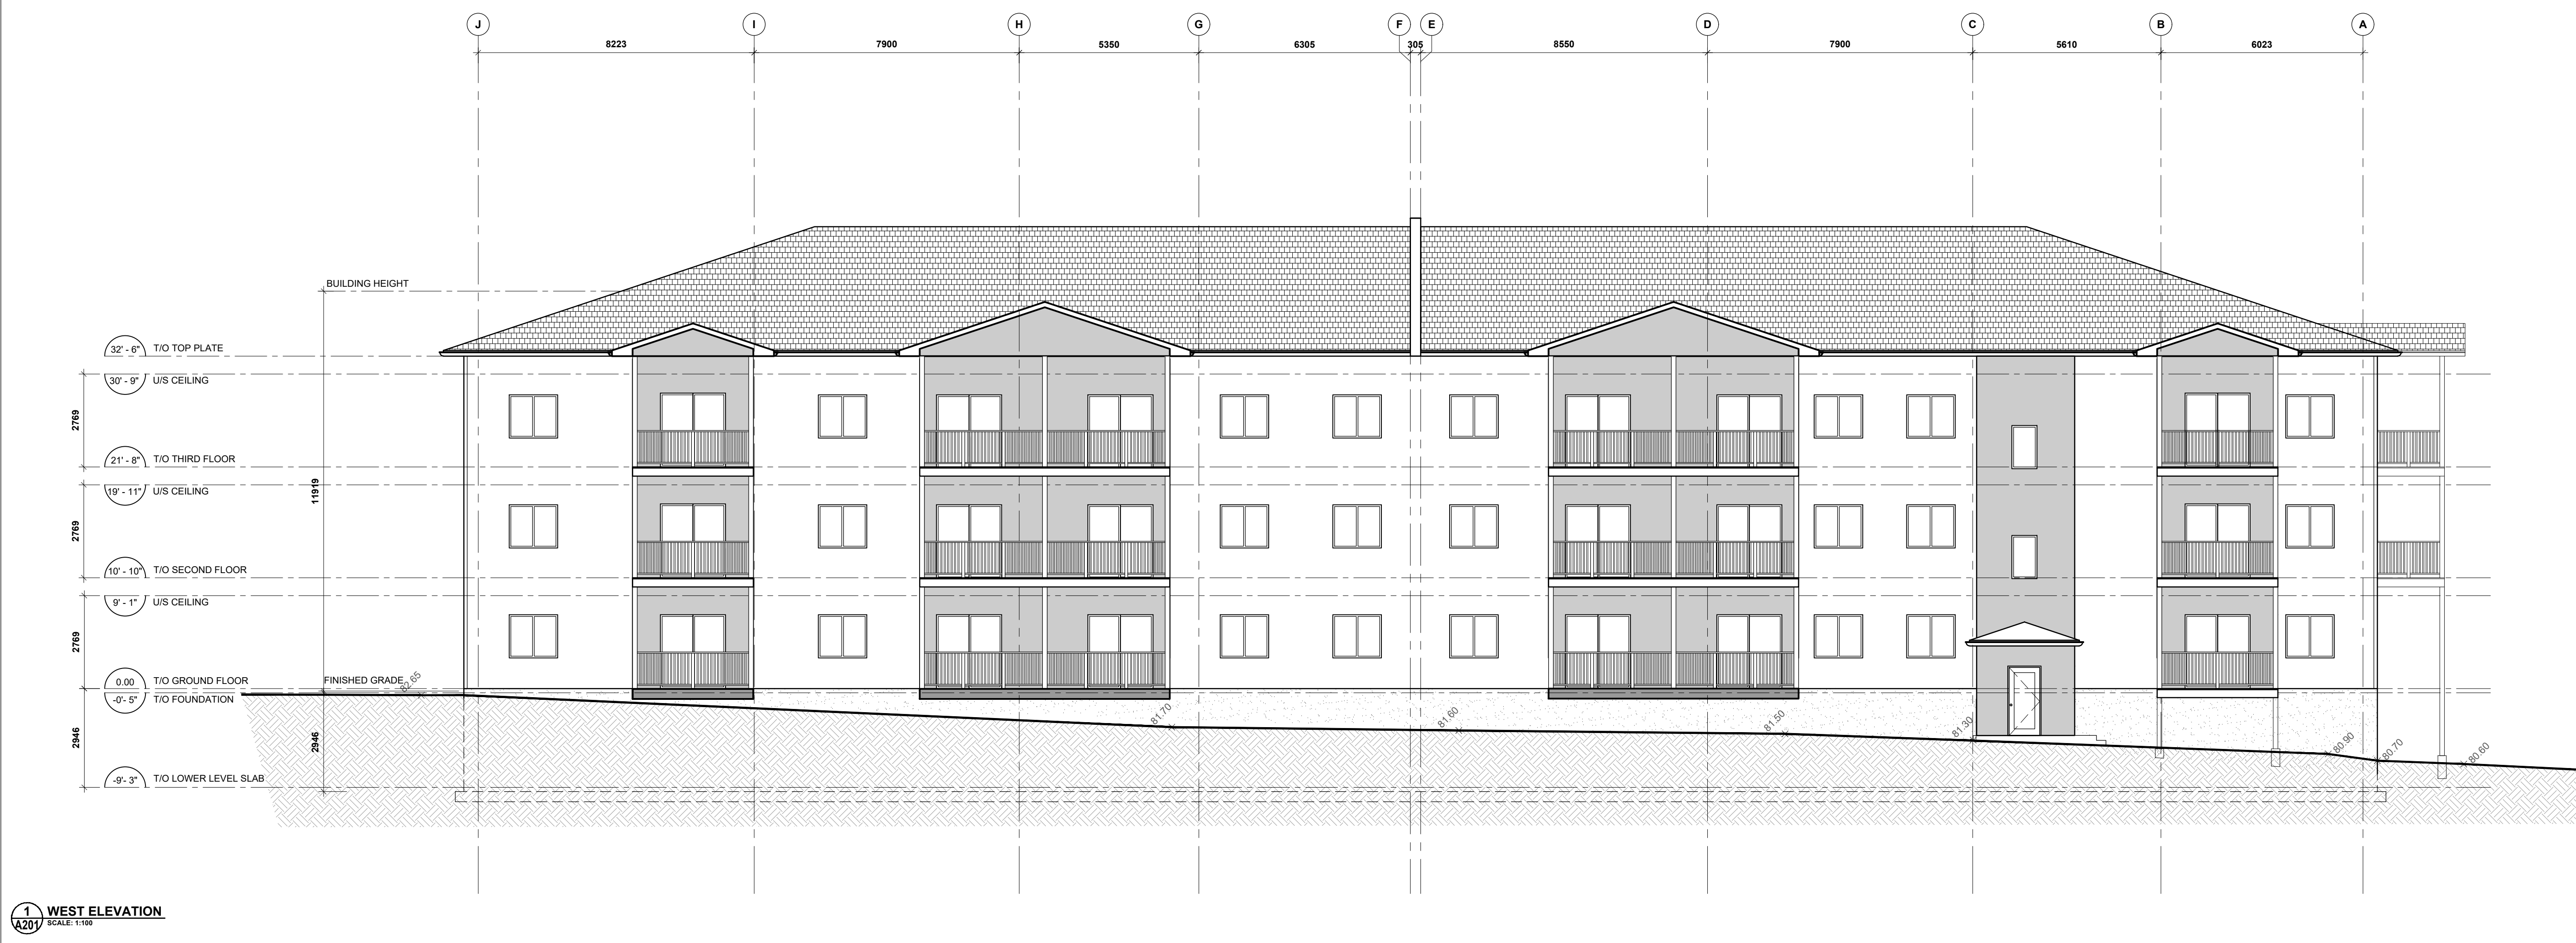 J I H G F E D C B A
8223 7900 5350 6305 305 8550 7900 5610 6023
BUILDING HEIGHT
32' - 6" T/O TOP PLATE
30' - 9" U/S CEILING
2769
21' - 8" T/O THIRD FLOOR
19' - 11" U/S CEILING
11919
2769
10' - 10" T/O SECOND FLOOR
9' - 1" U/S CEILING
2769
0.00 T/O GROUND FLOOR
FINISHED GRADE
82.65
-0'- 5" T/O FOUNDATION
81.70
81.60
81.50
81.30
80.90
80.70
80.60
2946
2946
-9'- 3" T/O LOWER LEVEL SLAB
1
A201
WEST ELEVATION
SCALE: 1:100